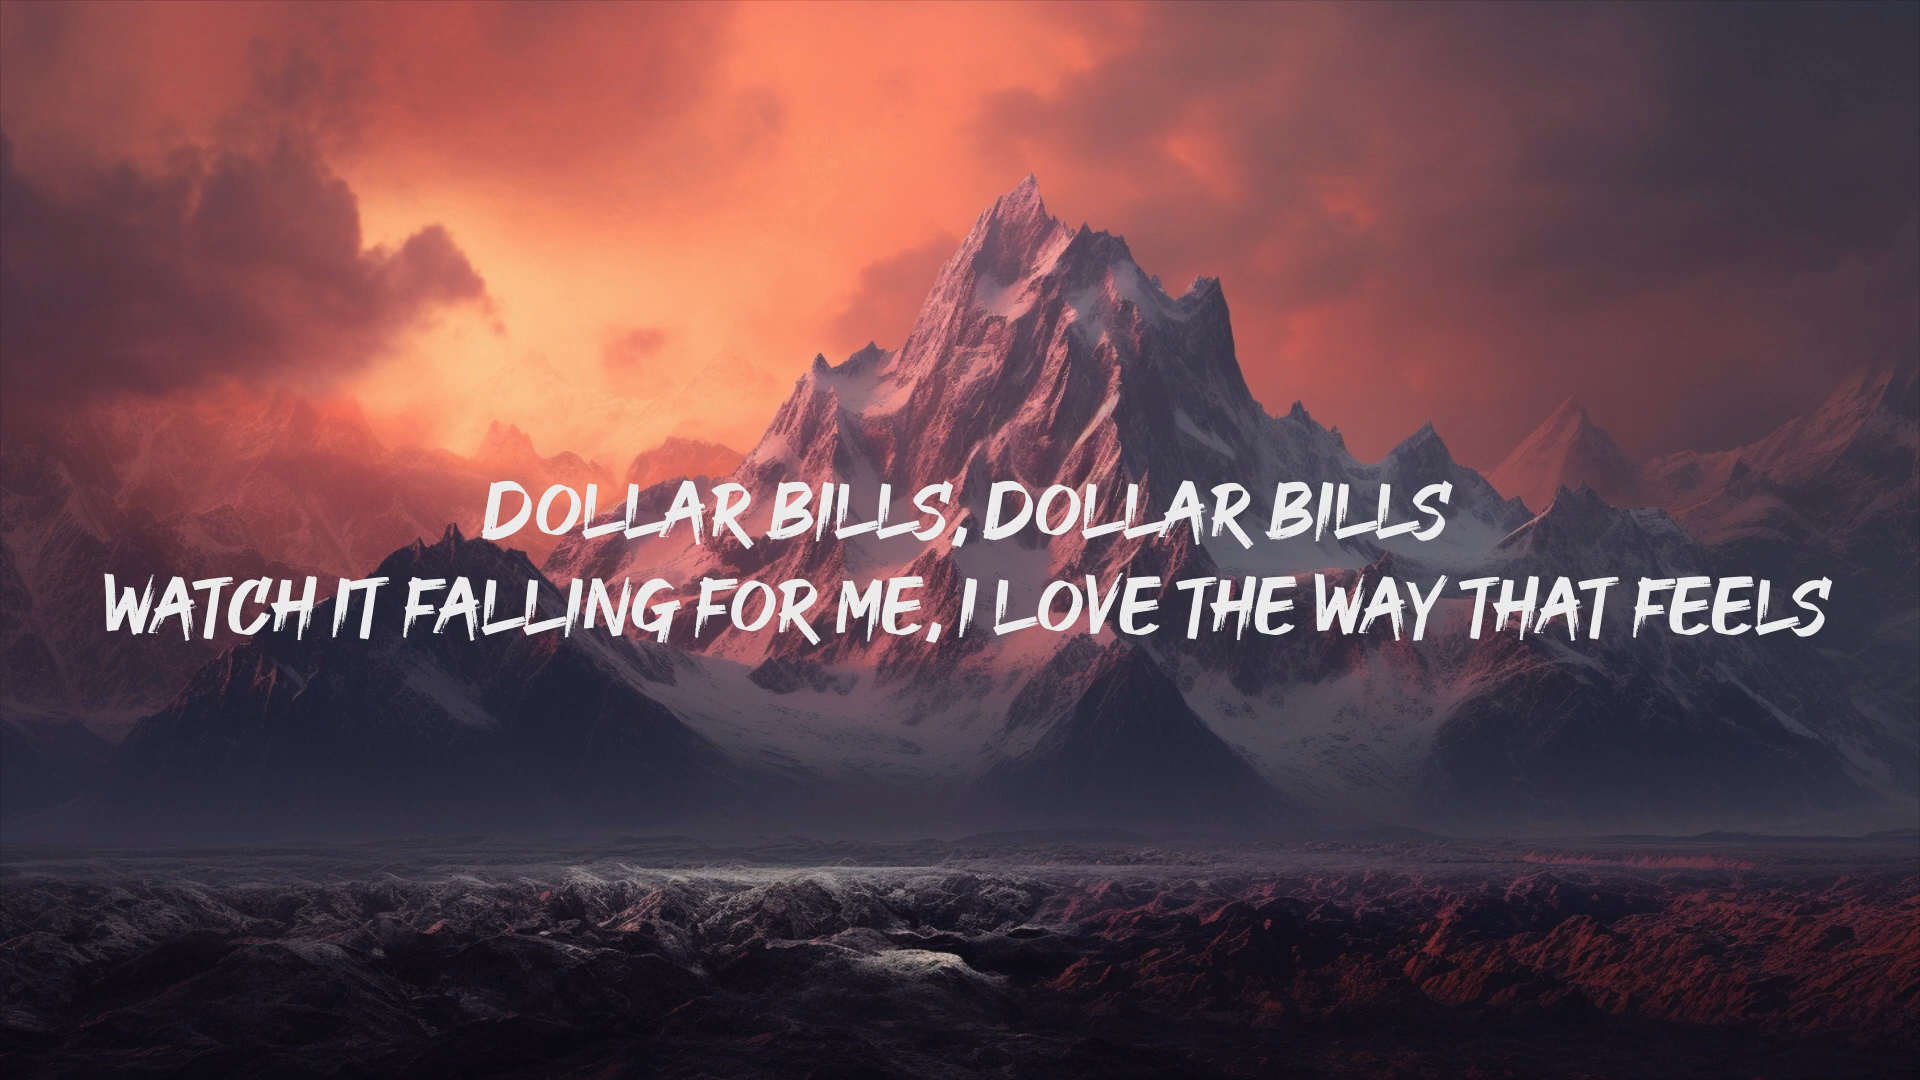 DOLLAR BILLS, DOLLAR BILLS
WATCH IT FALLING FOR ME, I LOVE THE WAY THAT FEELS